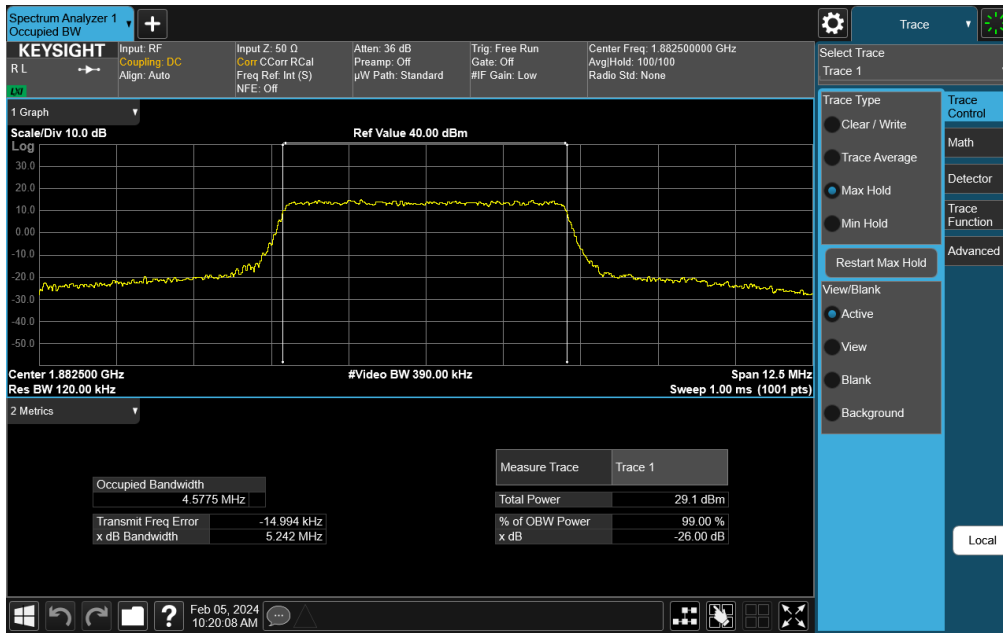 Spectrum Analyzer 1
Occupied BW
+
Trace
KEYSIGHT
R L
LXI
Input: RF
Coupling: DC
Align: Auto
Input Z: 50 Ω
Corr CCorr RCal
Freq Ref: Int (S)
NFE: Off
Atten: 36 dB
Preamp: Off
µW Path: Standard
Trig: Free Run
Gate: Off
#IF Gain: Low
Center Freq: 1.882500000 GHz
Avg|Hold: 100/100
Radio Std: None
Select Trace
Trace 1
1 Graph
Scale/Div 10.0 dB
Ref Value 40.00 dBm
Log
30.0
20.0
10.0
0.00
-10.0
-20.0
-30.0
-40.0
-50.0
Center 1.882500 GHz
#Video BW 390.00 kHz
Span 12.5 MHz
Res BW 120.00 kHz
Sweep 1.00 ms (1001 pts)
2 Metrics
Occupied Bandwidth
4.5775 MHz
Transmit Freq Error -14.994 kHz
x dB Bandwidth 5.242 MHz
Measure Trace Trace 1
Total Power 29.1 dBm
% of OBW Power 99.00 %
x dB -26.00 dB
Trace Type
Clear / Write
Trace Average
Max Hold
Min Hold
Restart Max Hold
View/Blank
Active
View
Blank
Background
Trace
Control
Math
Detector
Trace
Function
Advanced
Local
?
Feb 05, 2024
10:20:08 AM